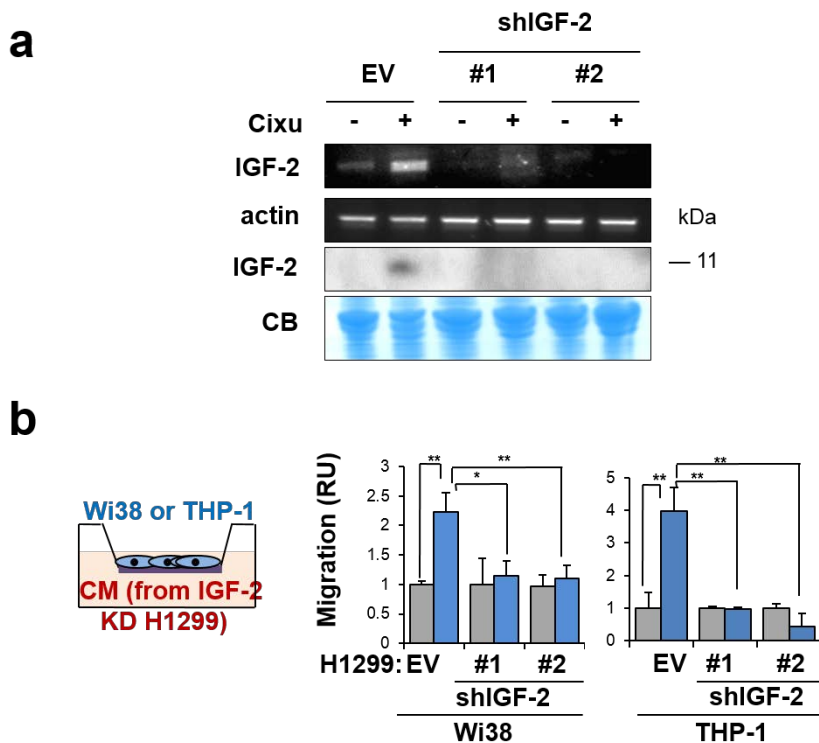 a
shIGF-2
EV #1 #2
Cixu - + - + - +
IGF-2
actin kDa
IGF-2 — 11
CB
b
Wi38 or THP-1
CM (from IGF-2
KD H1299)
Migration (RU)
3
2.5
2
1.5
1
0.5
0
** * **
H1299: EV #1 #2
shIGF-2
Wi38
5
4
3
2
1
0
** ** **
EV #1 #2
shIGF-2
THP-1